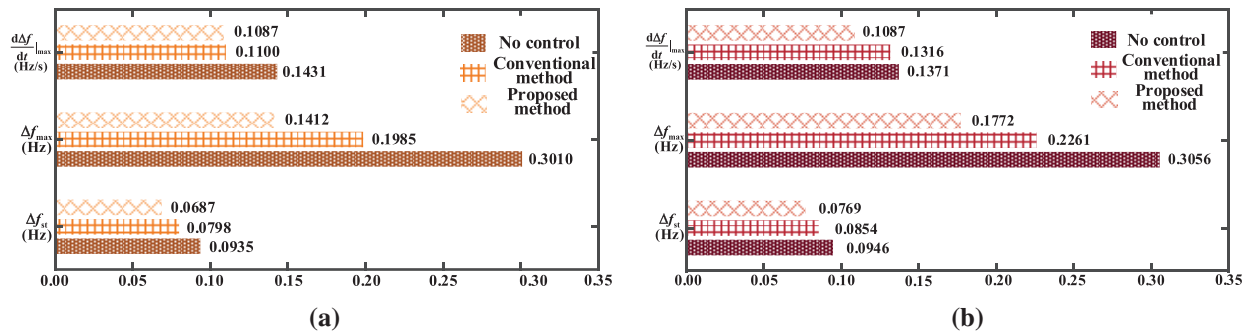 dΔf
dt |max
(Hz/s)
0.1087
0.1100
0.1431
No control
Conventional
method
Proposed
method
Δfmax
(Hz)
0.1412
0.1985
0.3010
Δfst
(Hz)
0.0687
0.0798
0.0935
0.00 0.05 0.10 0.15 0.20 0.25 0.30 0.35
(a)
dΔf
dt |max
(Hz/s)
0.1087
0.1316
0.1371
No control
Conventional
method
Proposed
method
Δfmax
(Hz)
0.1772
0.2261
0.3056
Δfst
(Hz)
0.0769
0.0854
0.0946
0.00 0.05 0.10 0.15 0.20 0.25 0.30 0.35
(b)